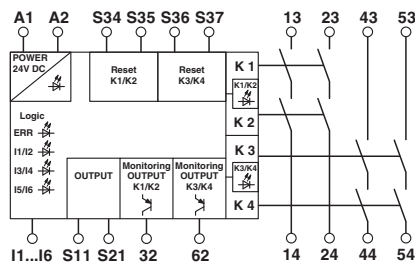 A1 A2 S34 S35 S36 S37 13 23 43 53
POWER
24V DC
Reset
K1/K2
Reset
K3/K4
K 1
K1/K2
K 2
Logic
ERR
I1/I2
I3/I4
I5/I6
OUTPUT
Monitoring
OUTPUT
K1/K2
Monitoring
OUTPUT
K3/K4
K 3
K3/K4
K 4
I1...I6 S11 S21 32 62 14 24 44 54